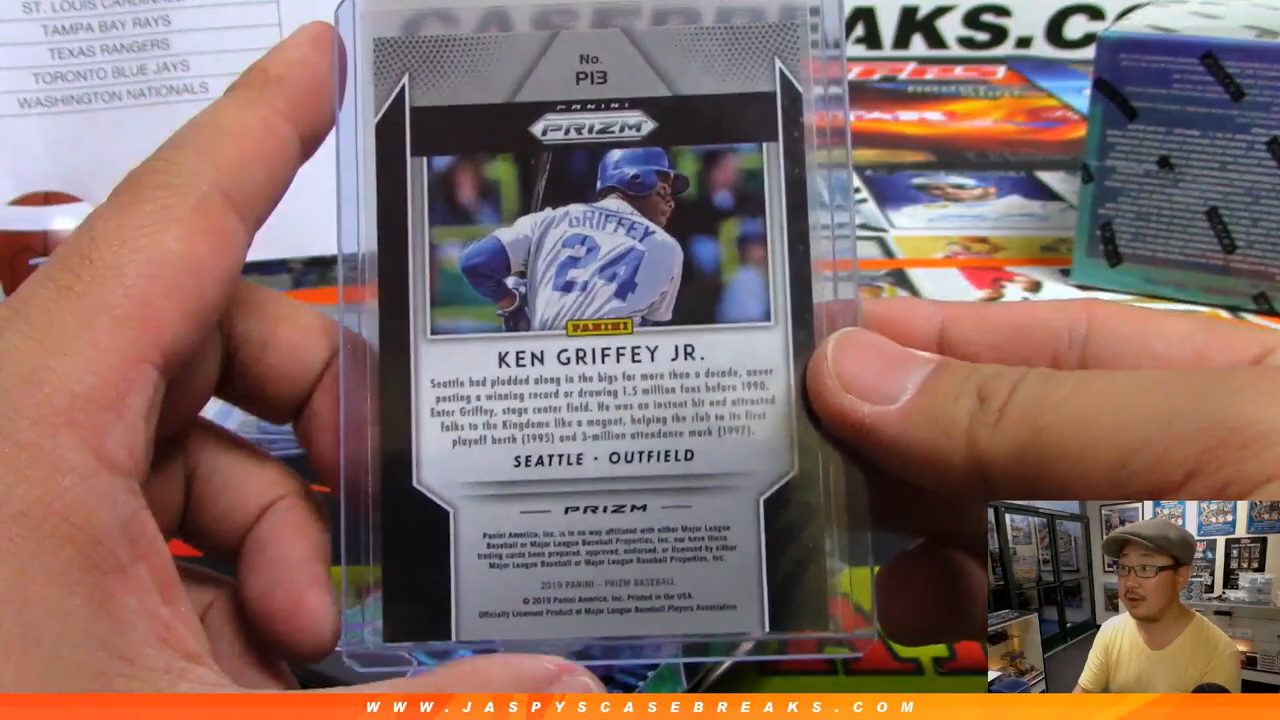 ST. LOUIS CARDINALS
TAMPA BAY RAYS
TEXAS RANGERS
TORONTO BLUE JAYS
WASHINGTON NATIONALS
CASEBREAKS.C
No.
P13
PANINI
PRIZM
GRIFFEY
24
PANINI
KEN GRIFFEY JR.
Seattle had plodded along in the bigs for more than a decade, never
posting a winning record or drawing 1.5 million fans before 1990.
Enter Griffey, stage center field. He was an instant hit and attracted
folks to the Kingdome like a magnet, helping the club to its first
playoff berth (1995) and 3-million attendance mark (1997).
SEATTLE · OUTFIELD
PRIZM
Panini America, Inc. is in no way affiliated with either Major League
Baseball or Major League Baseball Properties, Inc. nor have these
trading cards been prepared, approved, endorsed, or licensed by either
Major League Baseball or Major League Baseball Properties, Inc.
2019 PANINI – PRIZM BASEBALL
© 2019 Panini America, Inc. Printed in the USA.
Officially Licensed Product of Major League Baseball Players Association
WWW.JASPYSCASEBREAKS.COM